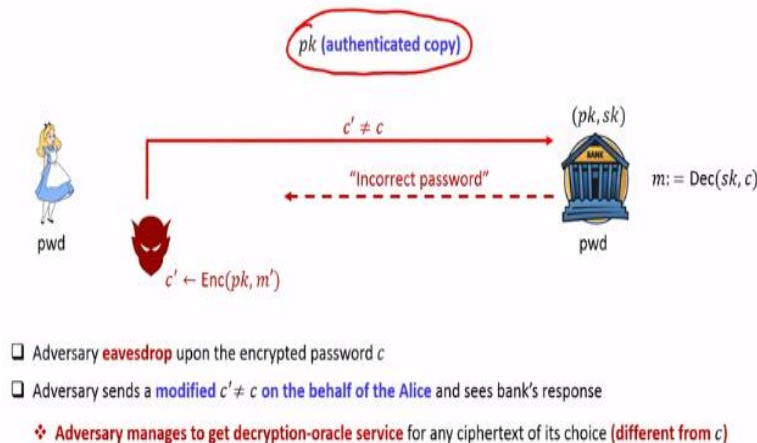 pk (authenticated copy)
(pk, sk)
c' ≠ c
BANK
"Incorrect password"
m: = Dec(sk, c)
pwd
pwd
c' ← Enc(pk, m')
❑ Adversary eavesdrop upon the encrypted password c
❑ Adversary sends a modified c' ≠ c on the behalf of the Alice and sees bank's response
❖ Adversary manages to get decryption-oracle service for any ciphertext of its choice (different from c)